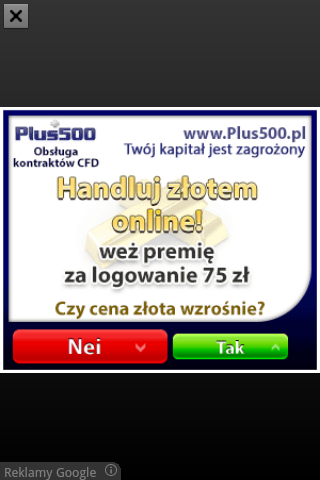 Plus500
www.Plus500.pl
Obsługa
kontraktów CFD
Twój kapitał jest zagrożony
Handluj złotem
online!
weż premię
za logowanie 75 zł
Czy cena złota wzrośnie?
Nei
Tak
Reklamy Google